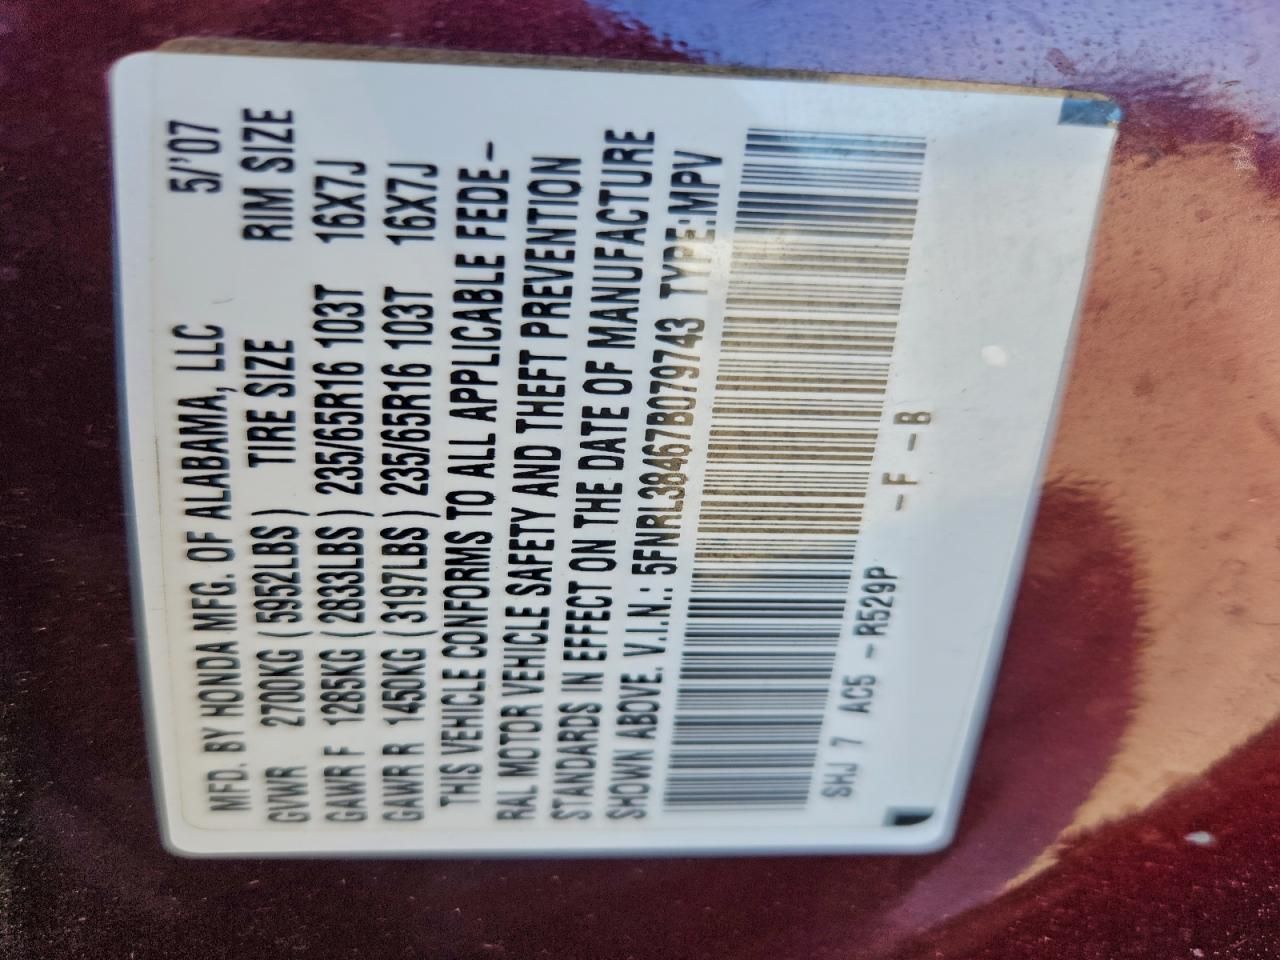 MFD. BY HONDA MFG. OF ALABAMA, LLC 5/'07
GVWR 2700KG (5952LBS) TIRE SIZE RIM SIZE
GAWR F 1285KG (2833LBS) 235/65R16 103T 16X7J
GAWR R 1450KG (3197LBS) 235/65R16 103T 16X7J
THIS VEHICLE CONFORMS TO ALL APPLICABLE FEDE-
RAL MOTOR VEHICLE SAFETY AND THEFT PREVENTION
STANDARDS IN EFFECT ON THE DATE OF MANUFACTURE
SHOWN ABOVE. V.I.N.: 5FNRL38467B079743 TYPE:MPV
SHJ 7 AC5 -R529P -F -B